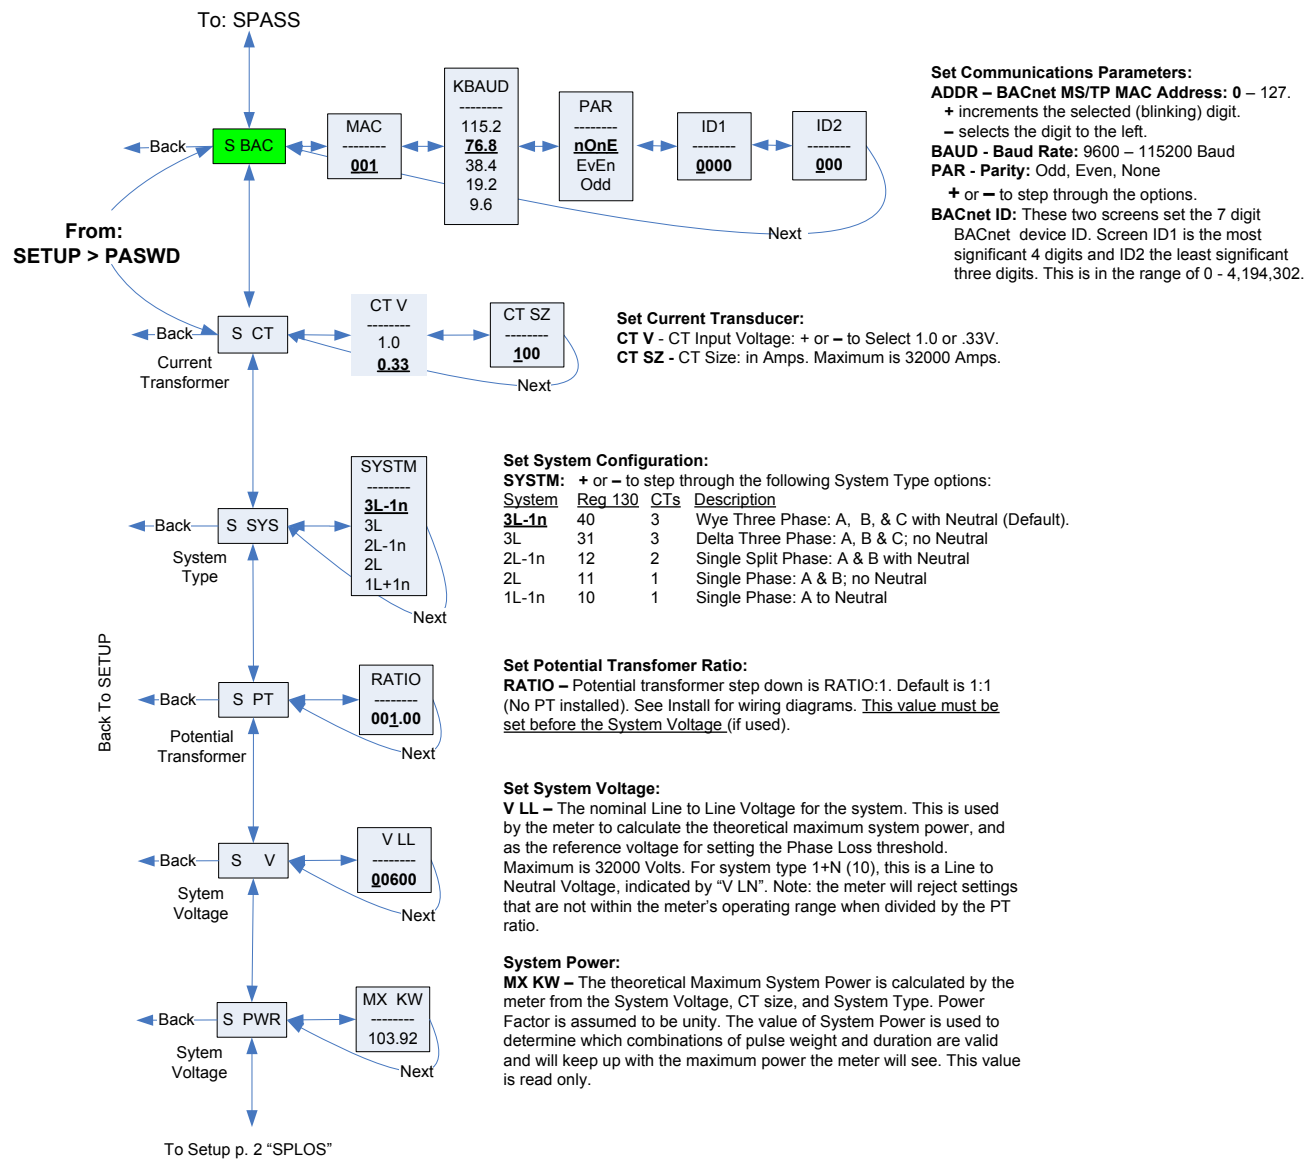 To: SPASS
Back
S BAC
MAC
--------
001
KBAUD
--------
115.2
76.8
38.4
19.2
9.6
PAR
--------
nOnE
EvEn
Odd
ID1
--------
0000
ID2
--------
000
Next
From:
SETUP > PASWD
Set Communications Parameters:
ADDR – BACnet MS/TP MAC Address: 0 – 127.
+ increments the selected (blinking) digit.
– selects the digit to the left.
BAUD - Baud Rate: 9600 – 115200 Baud
PAR - Parity: Odd, Even, None
+ or – to step through the options.
BACnet ID: These two screens set the 7 digit
BACnet device ID. Screen ID1 is the most
significant 4 digits and ID2 the least significant
three digits. This is in the range of 0 - 4,194,302.
Back
S CT
Current
Transformer
CT V
--------
1.0
0.33
CT SZ
--------
100
Next
Set Current Transducer:
CT V - CT Input Voltage: + or – to Select 1.0 or .33V.
CT SZ - CT Size: in Amps. Maximum is 32000 Amps.
Back
S SYS
System
Type
SYSTM
--------
3L-1n
3L
2L-1n
2L
1L+1n
Next
Set System Configuration:
SYSTM: + or – to step through the following System Type options:
System Reg 130 CTs Description
3L-1n 40 3 Wye Three Phase: A, B, & C with Neutral (Default).
3L 31 3 Delta Three Phase: A, B & C; no Neutral
2L-1n 12 2 Single Split Phase: A & B with Neutral
2L 11 1 Single Phase: A & B; no Neutral
1L-1n 10 1 Single Phase: A to Neutral
Back To SETUP
Back
S PT
Potential
Transformer
RATIO
--------
001.00
Next
Set Potential Transfomer Ratio:
RATIO – Potential transformer step down is RATIO:1. Default is 1:1
(No PT installed). See Install for wiring diagrams. This value must be
set before the System Voltage (if used).
Back
S V
Sytem
Voltage
V LL
--------
00600
Next
Set System Voltage:
V LL – The nominal Line to Line Voltage for the system. This is used
by the meter to calculate the theoretical maximum system power, and
as the reference voltage for setting the Phase Loss threshold.
Maximum is 32000 Volts. For system type 1+N (10), this is a Line to
Neutral Voltage, indicated by “V LN”. Note: the meter will reject settings
that are not within the meter’s operating range when divided by the PT
ratio.
Back
S PWR
Sytem
Voltage
MX KW
--------
103.92
Next
System Power:
MX KW – The theoretical Maximum System Power is calculated by the
meter from the System Voltage, CT size, and System Type. Power
Factor is assumed to be unity. The value of System Power is used to
determine which combinations of pulse weight and duration are valid
and will keep up with the maximum power the meter will see. This value
is read only.
To Setup p. 2 “SPLOS”